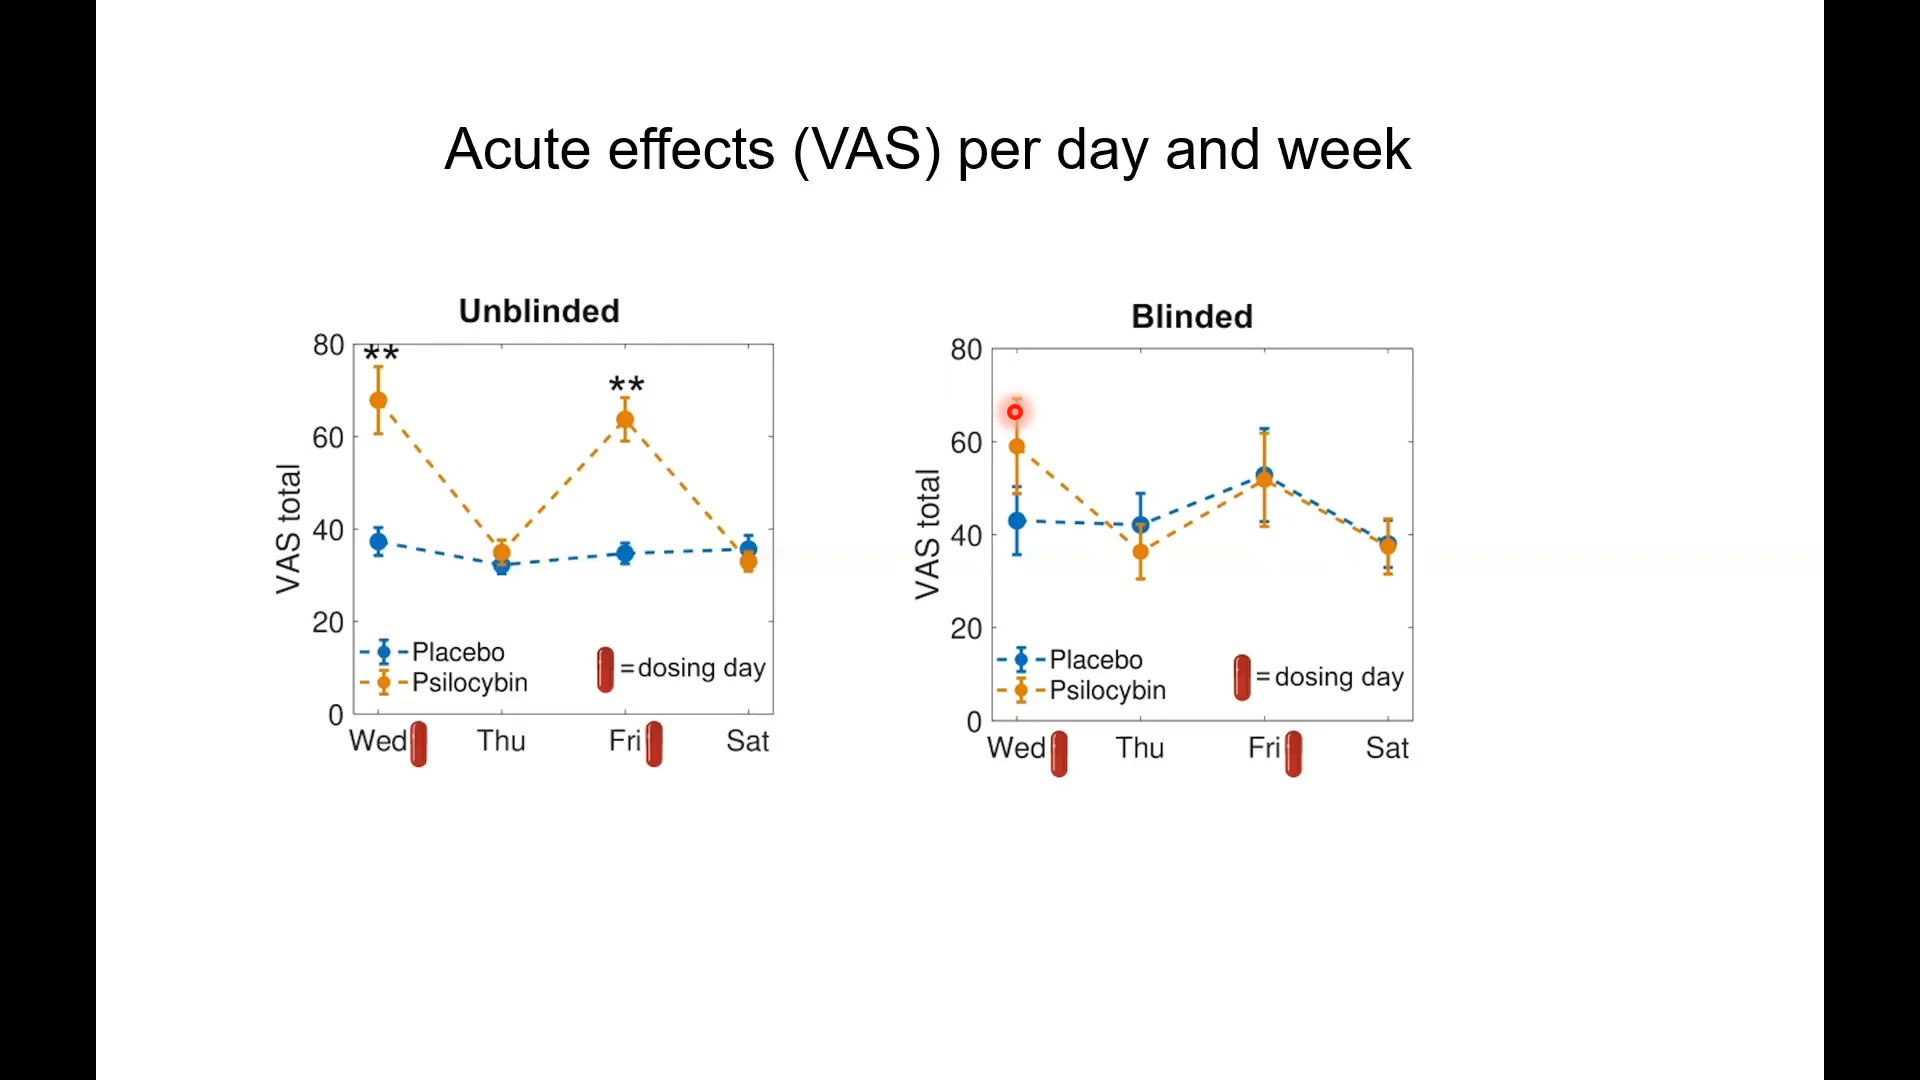 Acute effects (VAS) per day and week
Unblinded
80
60
40
20
0
VAS total
**
**
Placebo
Psilocybin
=dosing day
Wed Thu Fri Sat
Blinded
80
60
40
20
0
VAS total
Placebo
Psilocybin
=dosing day
Wed Thu Fri Sat